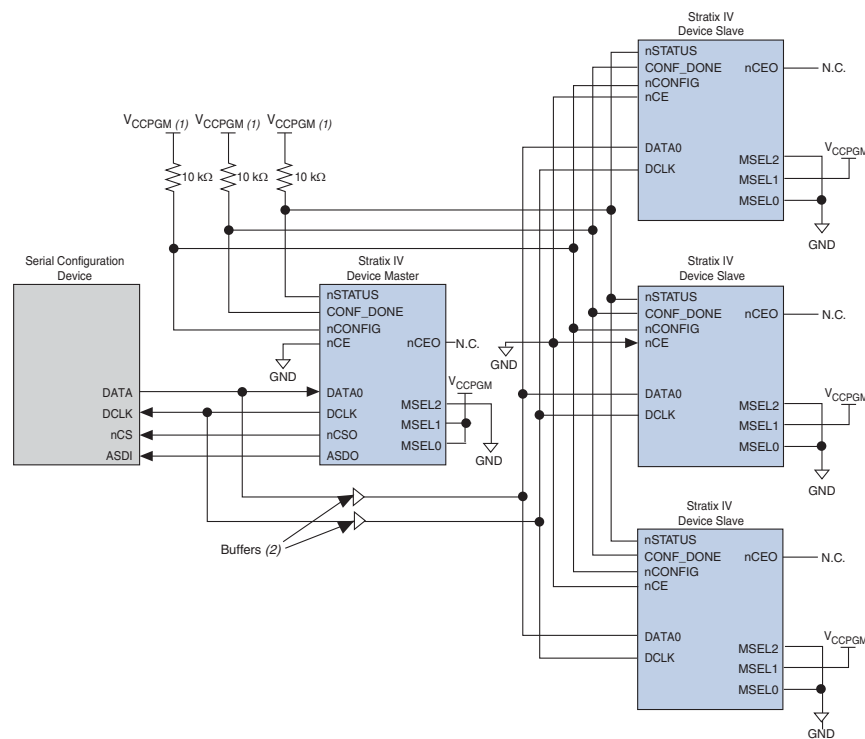 Stratix IV
Device Slave
nSTATUS
CONF_DONE
nCONFIG
nCE
nCEO
N.C.
DATA0
DCLK
MSEL2
MSEL1
MSEL0
VCCPGM
GND
VCCPGM (1)
VCCPGM (1)
VCCPGM (1)
10 kΩ
10 kΩ
10 kΩ
Serial Configuration
Device
DATA
DCLK
nCS
ASDI
Stratix IV
Device Master
nSTATUS
CONF_DONE
nCONFIG
nCE
GND
nCEO
N.C.
DATA0
DCLK
nCSO
ASDO
VCCPGM
MSEL2
MSEL1
MSEL0
GND
Buffers (2)
Stratix IV
Device Slave
nSTATUS
CONF_DONE
nCONFIG
nCE
GND
nCEO
N.C.
DATA0
DCLK
MSEL2
MSEL1
MSEL0
VCCPGM
GND
Stratix IV
Device Slave
nSTATUS
CONF_DONE
nCONFIG
nCE
nCEO
N.C.
DATA0
DCLK
MSEL2
MSEL1
MSEL0
VCCPGM
GND